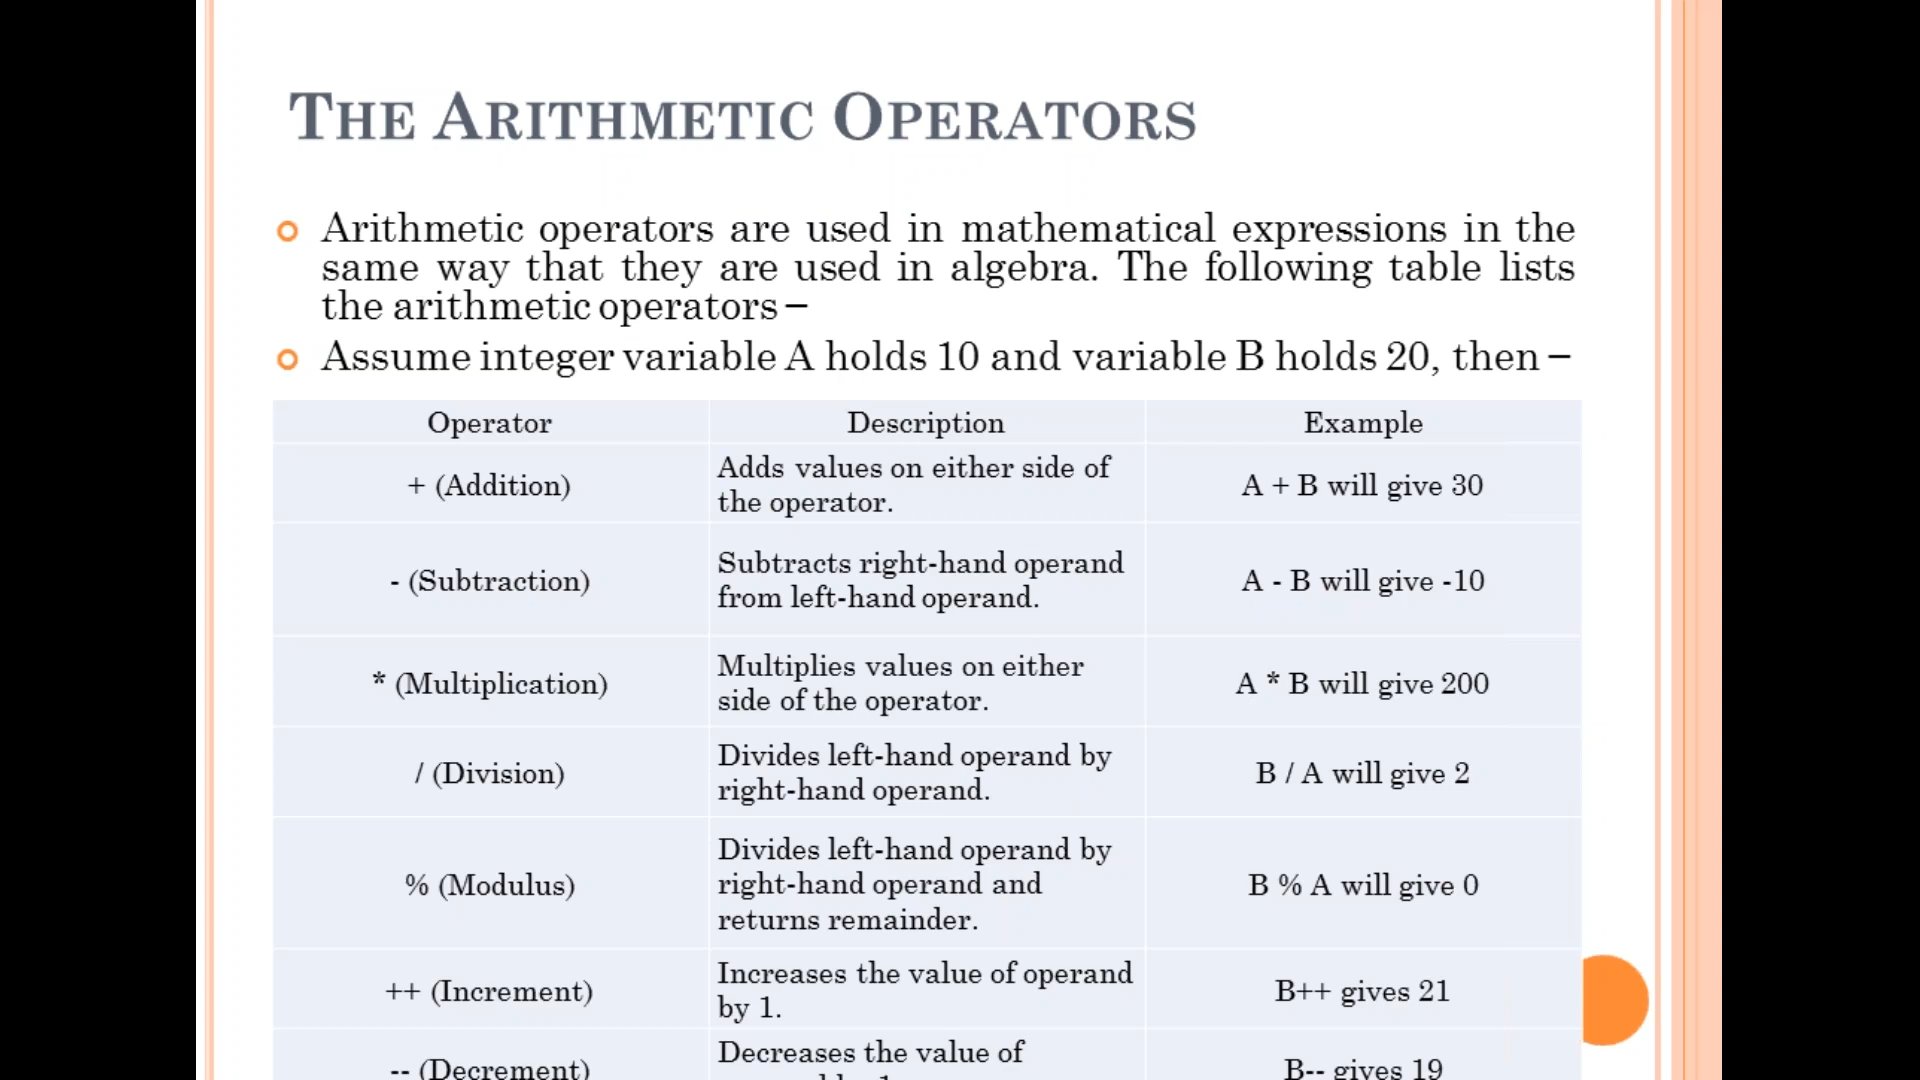 THE ARITHMETIC OPERATORS
Arithmetic operators are used in mathematical expressions in the
same way that they are used in algebra. The following table lists
the arithmetic operators –
Assume integer variable A holds 10 and variable B holds 20, then –
Operator Description Example
+ (Addition) Adds values on either side of
the operator. A + B will give 30
- (Subtraction) Subtracts right-hand operand
from left-hand operand. A - B will give -10
* (Multiplication) Multiplies values on either
side of the operator. A * B will give 200
/ (Division) Divides left-hand operand by
right-hand operand. B / A will give 2
% (Modulus) Divides left-hand operand by
right-hand operand and
returns remainder. B % A will give 0
++ (Increment) Increases the value of operand
by 1. B++ gives 21
-- (Decrement) Decreases the value of
B-- gives 19